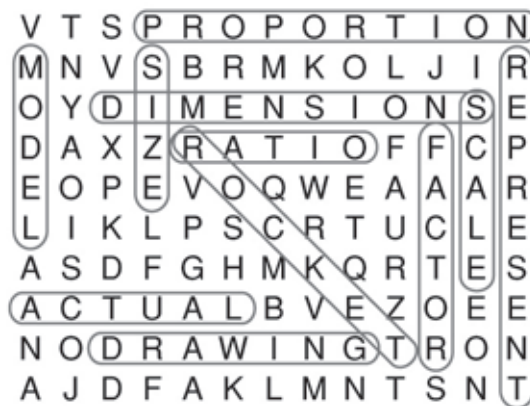 V T S P R O P O R T I O N
M N V S B R M K O L J I R
O Y D I M E N S I O N S E
D A X Z R A T I O F F C P
E O P E V O Q W E A A A R
L I K L P S C R T U C L E
A S D F G H M K Q R T E S
A C T U A L B V E Z O E E
N O D R A W I N G T R O N
A J D F A K L M N T S N T